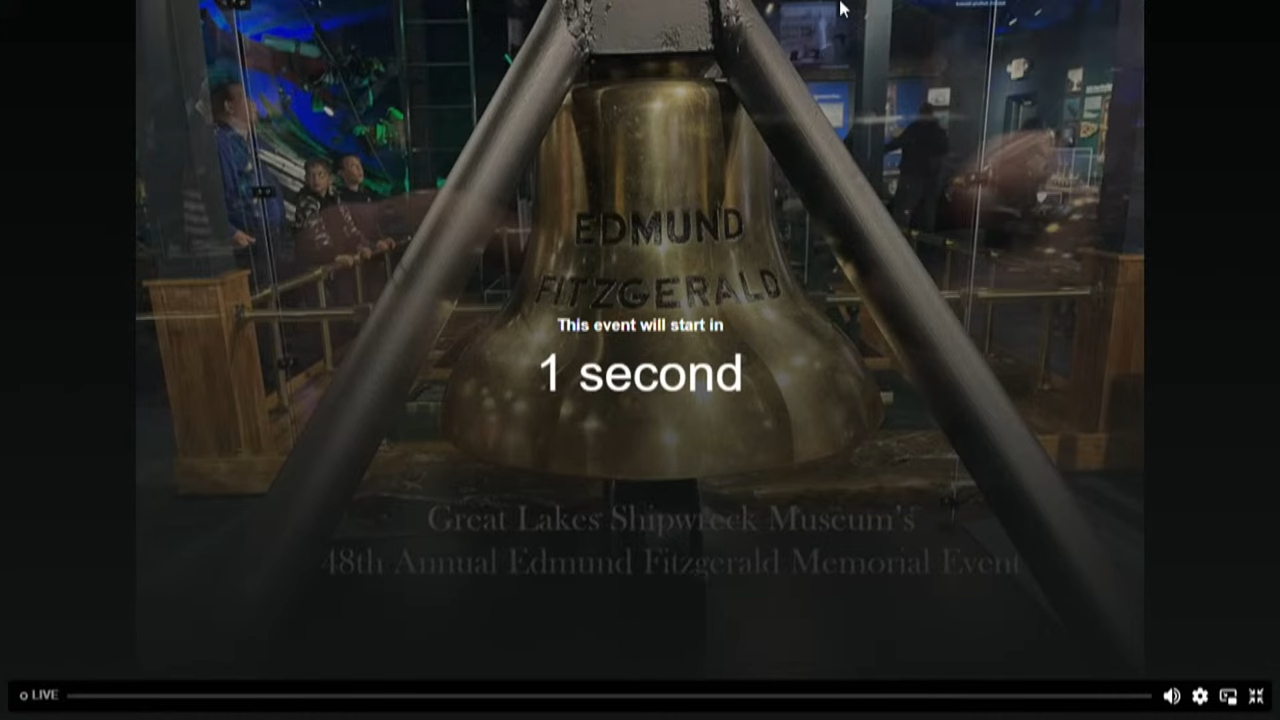 EDMUND
FITZGERALD
This event will start in
1 second
Great Lakes Shipwreck Museum's
48th Annual Edmund Fitzgerald Memorial Event
LIVE